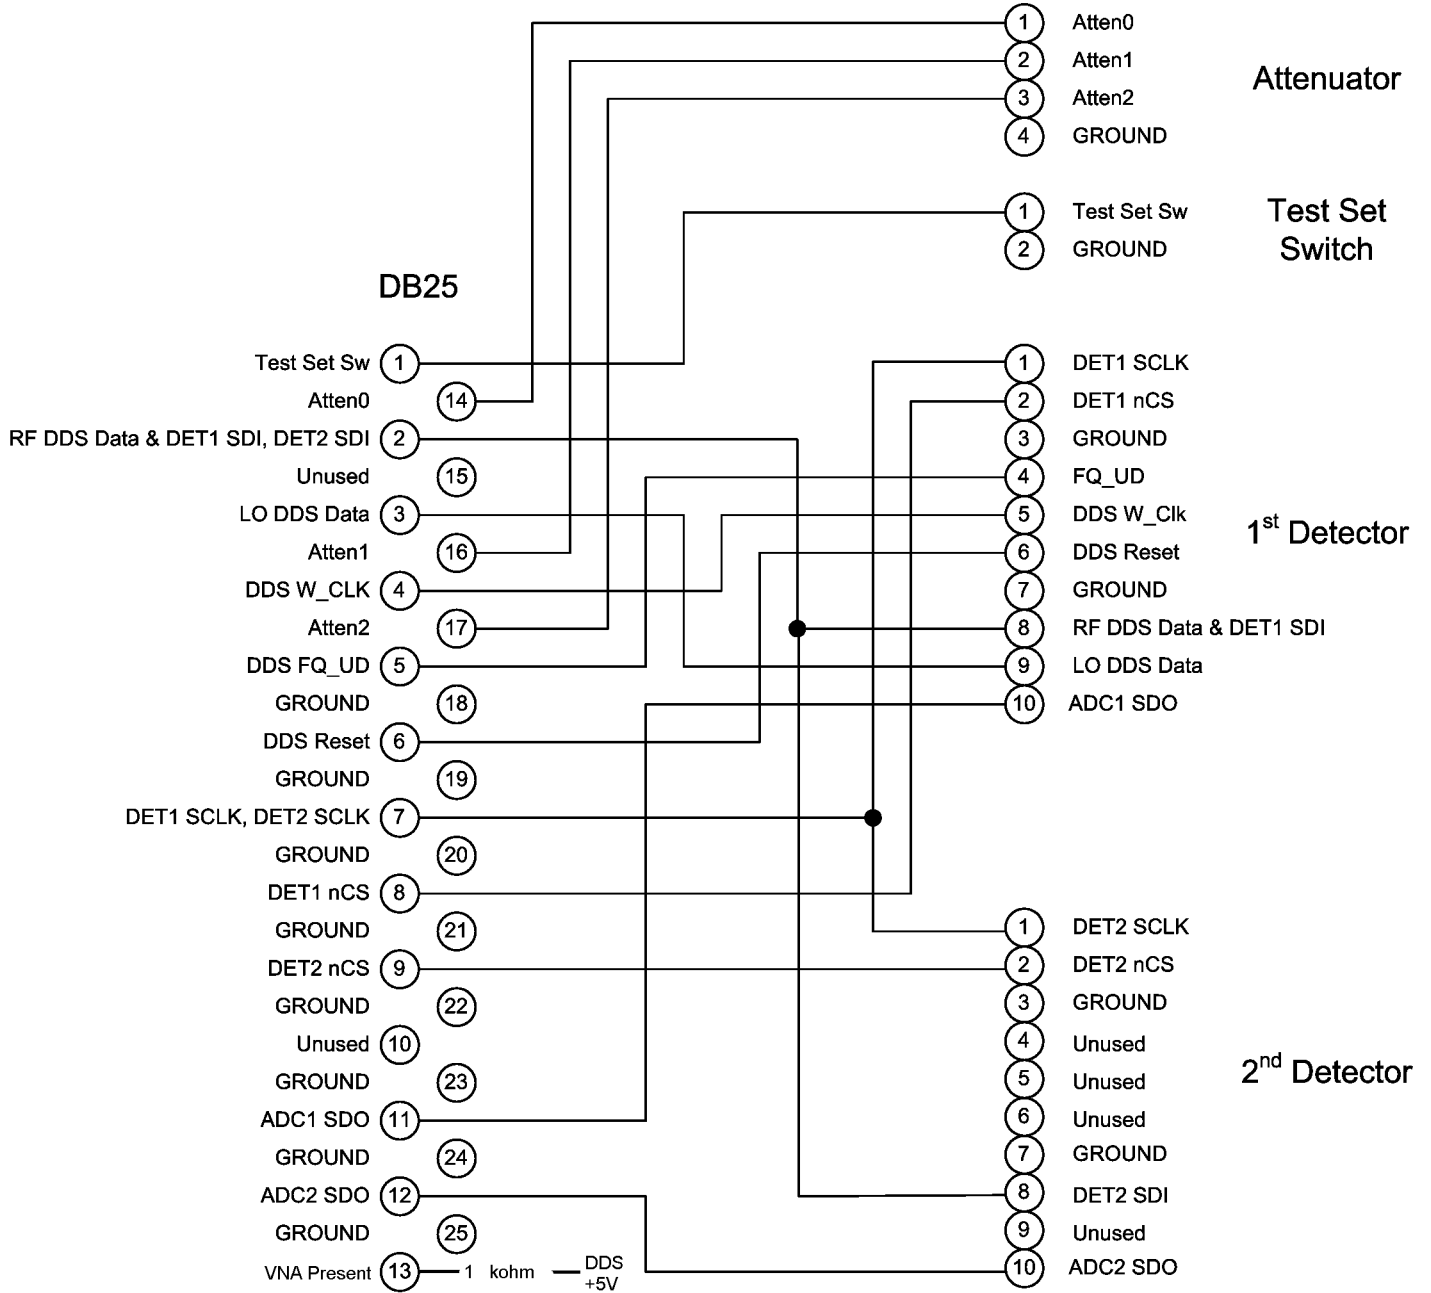 1 Atten0
2 Atten1
3 Atten2
4 GROUND
Attenuator
1 Test Set Sw
2 GROUND
Test Set
Switch
DB25
Test Set Sw 1
Atten0 14
RF DDS Data & DET1 SDI, DET2 SDI 2
Unused 15
LO DDS Data 3
Atten1 16
DDS W_CLK 4
Atten2 17
DDS FQ_UD 5
GROUND 18
DDS Reset 6
GROUND 19
DET1 SCLK, DET2 SCLK 7
GROUND 20
DET1 nCS 8
GROUND 21
DET2 nCS 9
GROUND 22
Unused 10
GROUND 23
ADC1 SDO 11
GROUND 24
ADC2 SDO 12
GROUND 25
VNA Present 13 1 kohm DDS
+5V
1 DET1 SCLK
2 DET1 nCS
3 GROUND
4 FQ_UD
5 DDS W_Clk
6 DDS Reset
7 GROUND
8 RF DDS Data & DET1 SDI
9 LO DDS Data
10 ADC1 SDO
1st Detector
1 DET2 SCLK
2 DET2 nCS
3 GROUND
4 Unused
5 Unused
6 Unused
7 GROUND
8 DET2 SDI
9 Unused
10 ADC2 SDO
2nd Detector